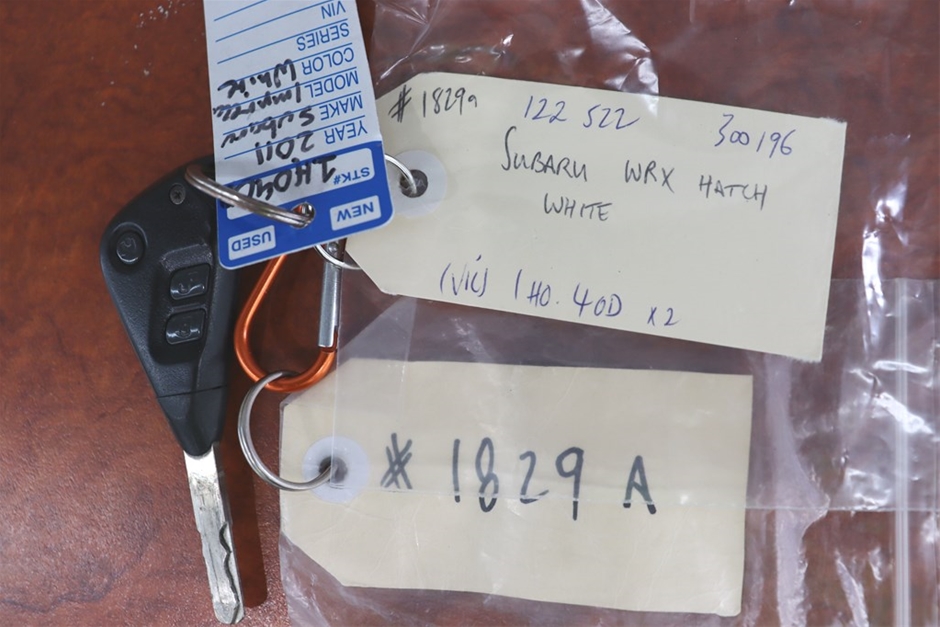 VIN
SERIES
COLOR White
MODEL Impreza
MAKE Subaru
YEAR 2011
STK# 1HO4O
NEW
USED
#1829a 122 522 300196
SUBARU WRX HATCH
WHITE
(VIC) 1HO.4OD x2
# 1829 A